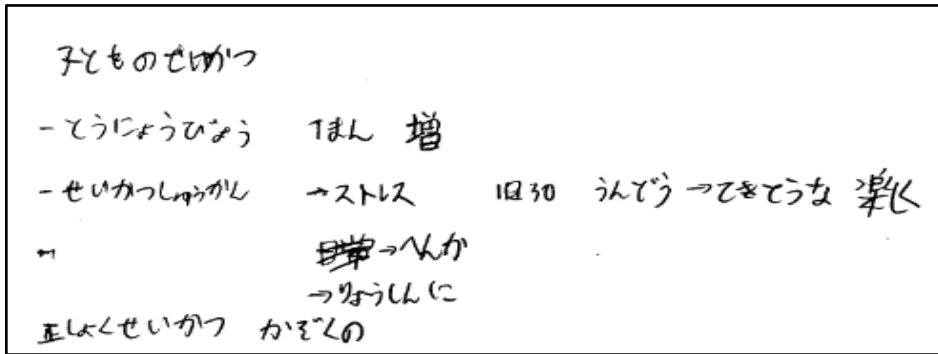 子どものせいかつ
- とうにょうびょう ひまん 増
- せいかつしゅうかん →ストレス 1日30 うんどう→てきとうな 楽しく
-
→へんか
→りょうしんに
正しょくせいかつ かぞくの